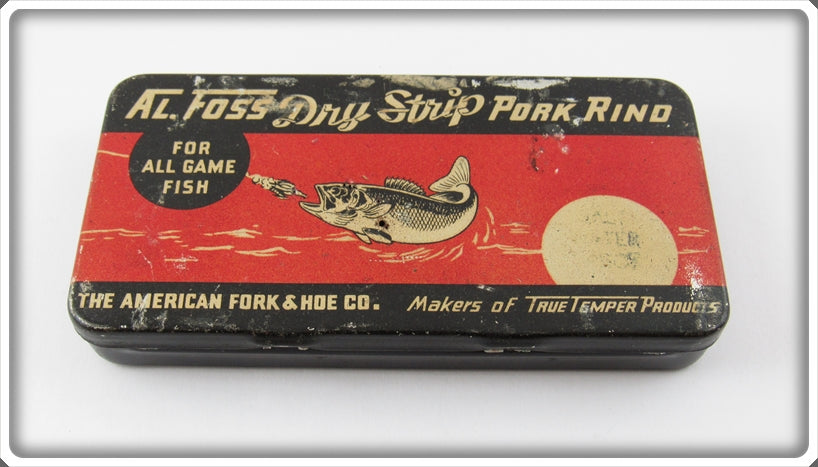 AL. FOSS Dry Strip PORK RIND
FOR
ALL GAME
FISH
THE AMERICAN FORK & HOE CO.
Makers of TRUE TEMPER PRODUCTS